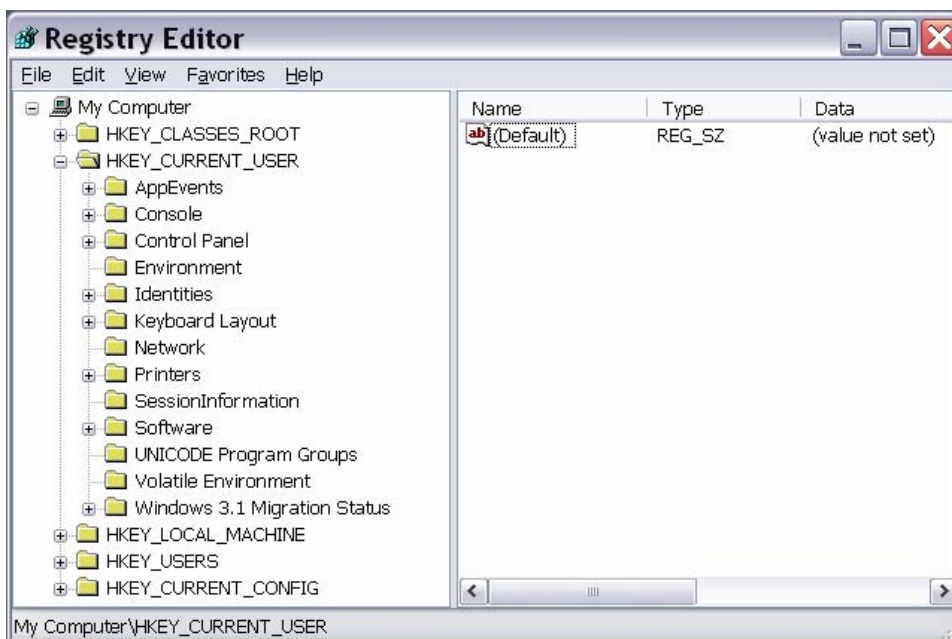 Registry Editor
File Edit View Favorites Help
My Computer
HKEY_CLASSES_ROOT
HKEY_CURRENT_USER
AppEvents
Console
Control Panel
Environment
Identities
Keyboard Layout
Network
Printers
SessionInformation
Software
UNICODE Program Groups
Volatile Environment
Windows 3.1 Migration Status
HKEY_LOCAL_MACHINE
HKEY_USERS
HKEY_CURRENT_CONFIG
Name Type Data
ab (Default) REG_SZ (value not set)
My Computer\HKEY_CURRENT_USER